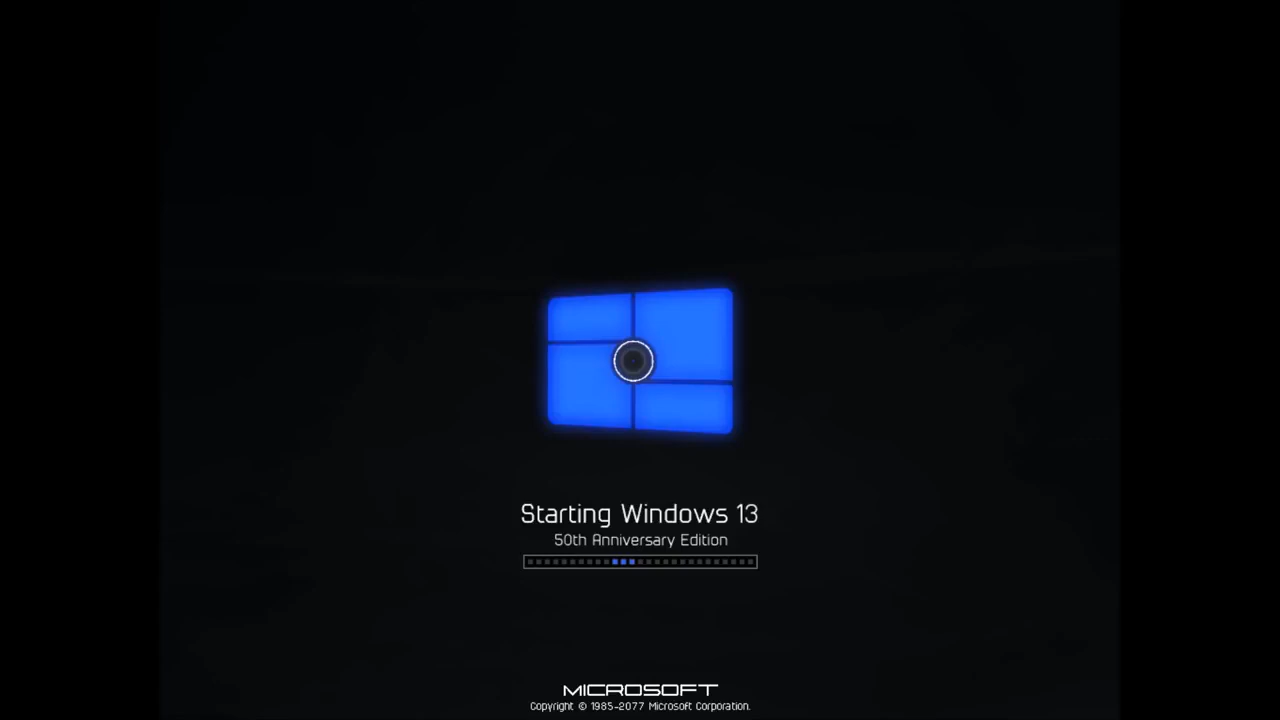 Starting Windows 13
50th Anniversary Edition
MICROSOFT
Copyright © 1985-2077 Microsoft Corporation.